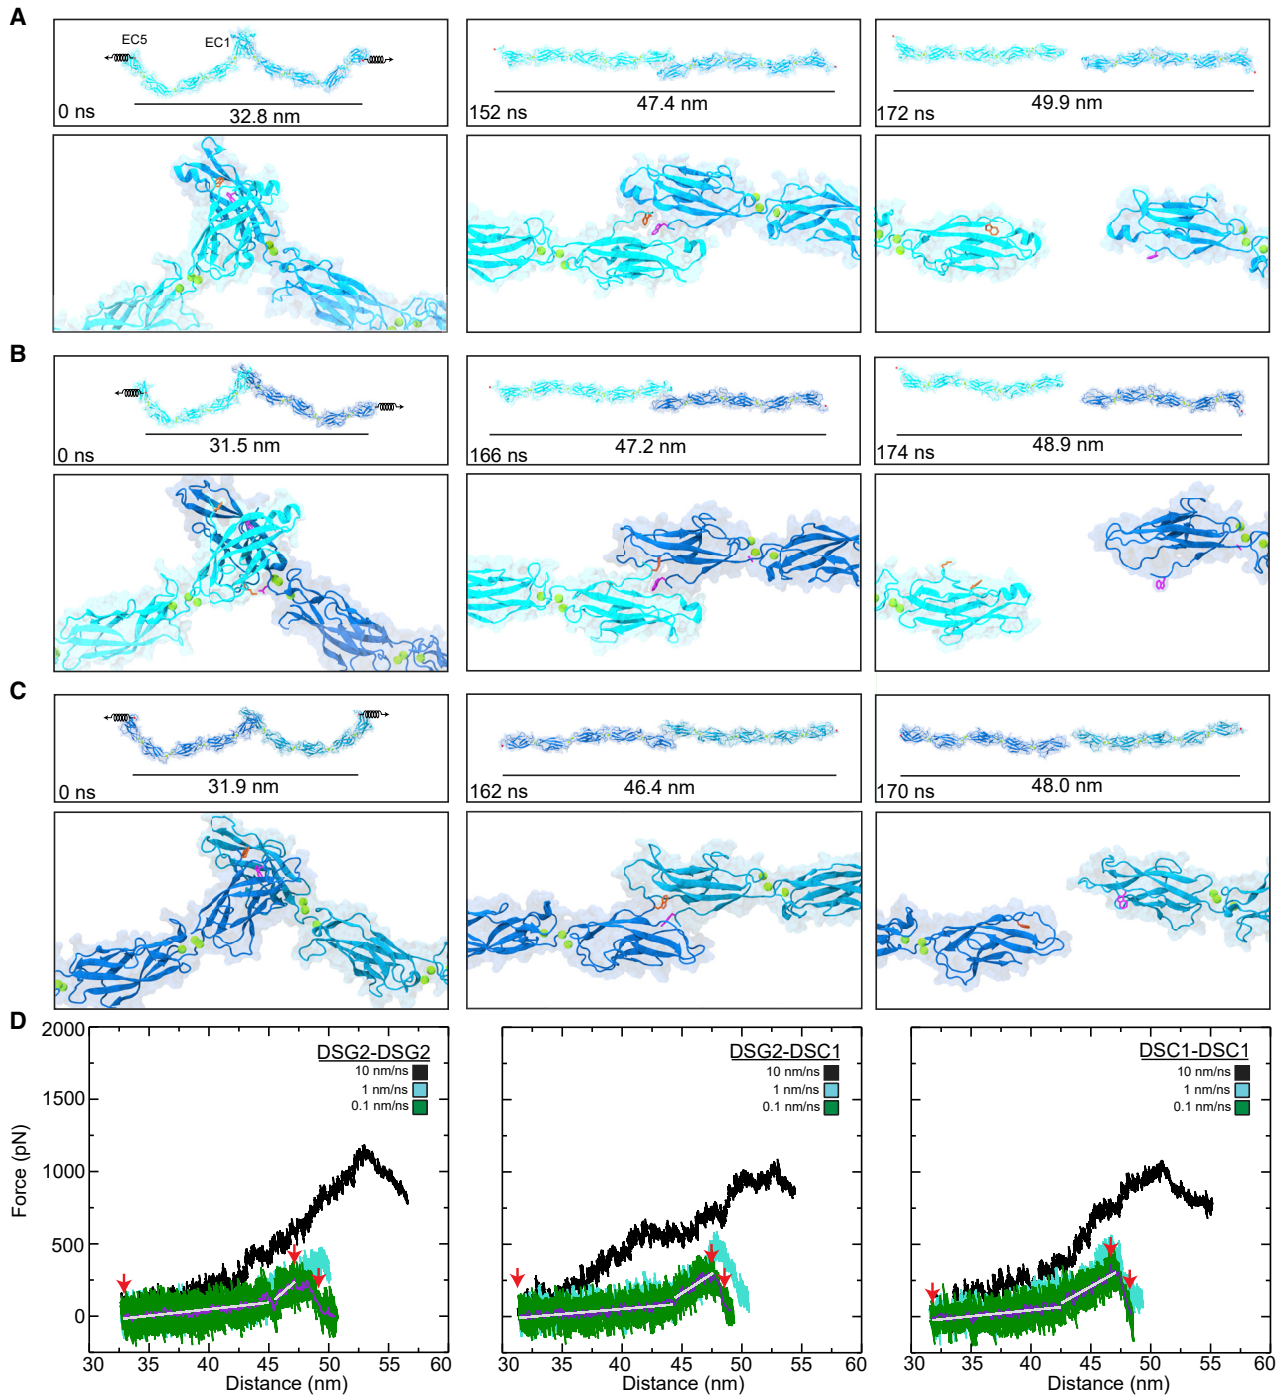 A
EC5
EC1
0 ns
32.8 nm
152 ns
47.4 nm
172 ns
49.9 nm
B
0 ns
31.5 nm
166 ns
47.2 nm
174 ns
48.9 nm
C
0 ns
31.9 nm
162 ns
46.4 nm
170 ns
48.0 nm
D
Force (pN)
2000
1500
1000
500
0
DSG2-DSG2
10 nm/ns
1 nm/ns
0.1 nm/ns
30 35 40 45 50 55 60
Distance (nm)
DSG2-DSC1
10 nm/ns
1 nm/ns
0.1 nm/ns
30 35 40 45 50 55 60
Distance (nm)
DSC1-DSC1
10 nm/ns
1 nm/ns
0.1 nm/ns
30 35 40 45 50 55 60
Distance (nm)